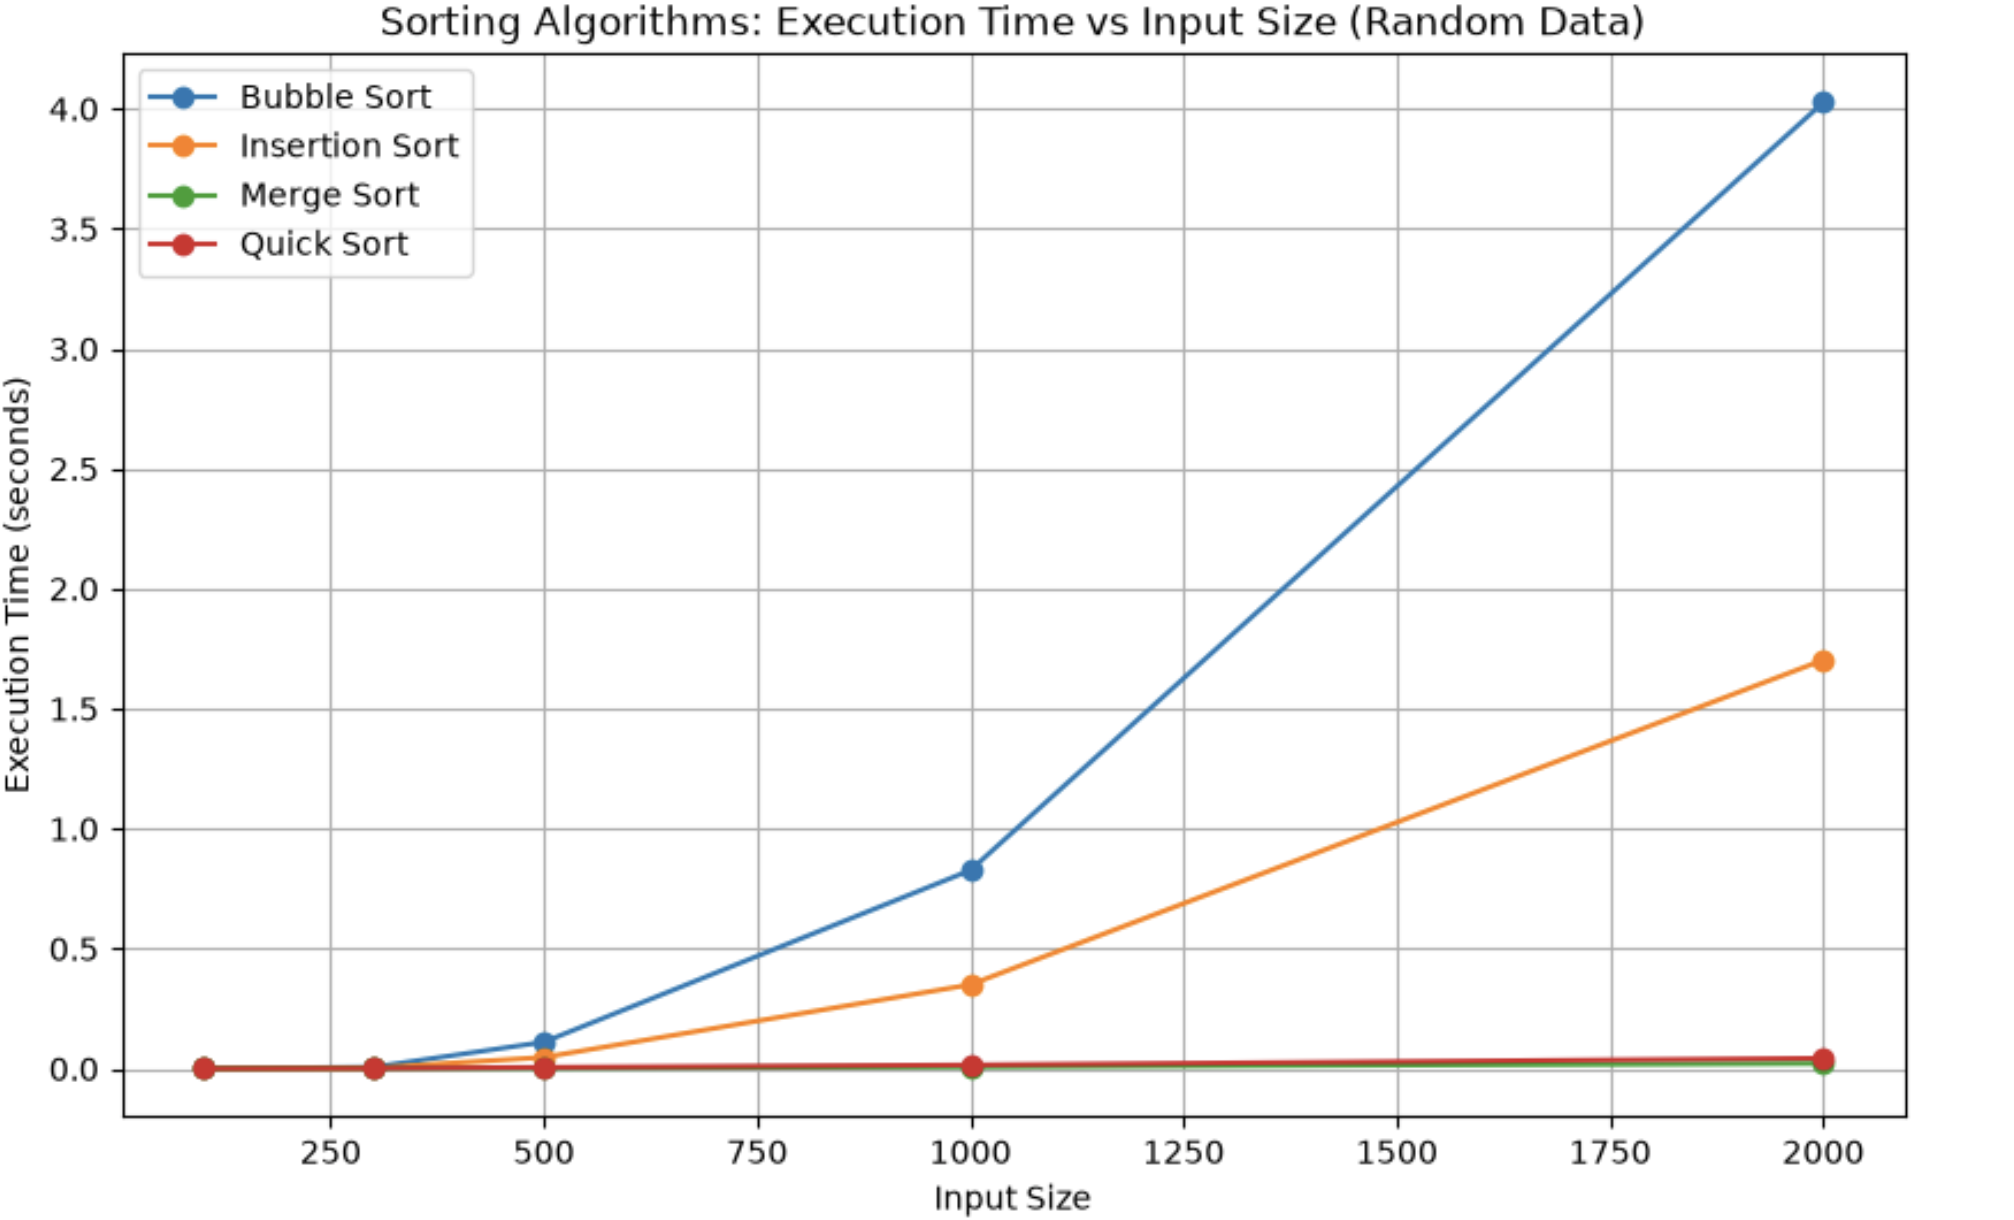 Sorting Algorithms: Execution Time vs Input Size (Random Data)
Bubble Sort
Insertion Sort
Merge Sort
Quick Sort
Execution Time (seconds)
4.0
3.5
3.0
2.5
2.0
1.5
1.0
0.5
0.0
250 500 750 1000 1250 1500 1750 2000
Input Size